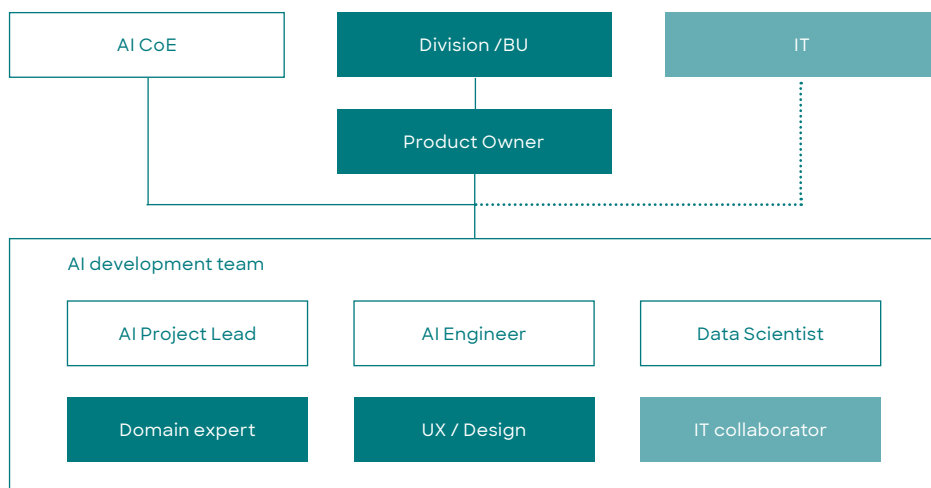 AI CoE
Division /BU
IT
Product Owner
AI development team
AI Project Lead
AI Engineer
Data Scientist
Domain expert
UX / Design
IT collaborator